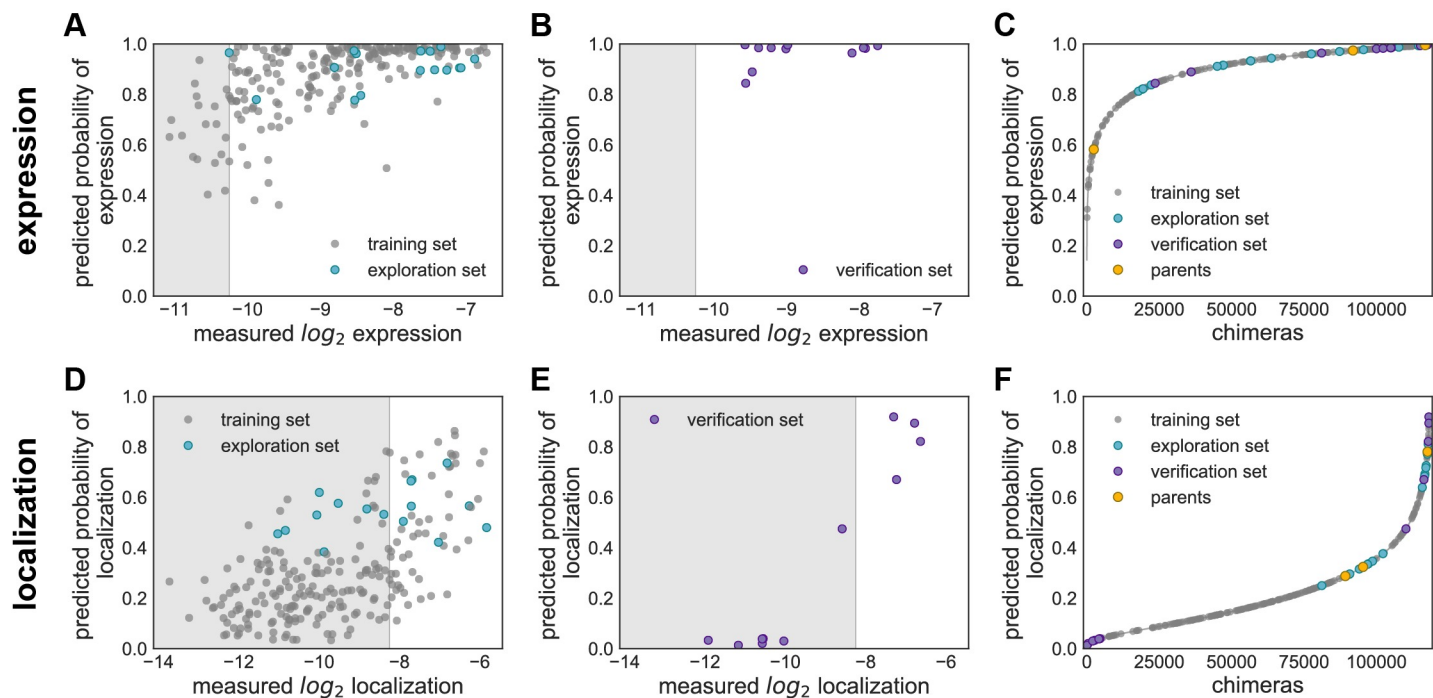 A
B
C
expression
predicted probability of
expression
1.0
0.8
0.6
0.4
0.2
0.0
training set
exploration set
−11
−10
−9
−8
−7
measured log2 expression
predicted probability of
expression
1.0
0.8
0.6
0.4
0.2
0.0
verification set
−11
−10
−9
−8
−7
measured log2 expression
predicted probability of
expression
1.0
0.8
0.6
0.4
0.2
0.0
training set
exploration set
verification set
parents
0
25000
50000
75000
100000
chimeras
D
E
F
localization
predicted probability of
localization
1.0
0.8
0.6
0.4
0.2
0.0
training set
exploration set
−14
−12
−10
−8
−6
measured log2 localization
predicted probability of
localization
1.0
0.8
0.6
0.4
0.2
0.0
verification set
−14
−12
−10
−8
−6
measured log2 localization
predicted probability of
localization
1.0
0.8
0.6
0.4
0.2
0.0
training set
exploration set
verification set
parents
0
25000
50000
75000
100000
chimeras